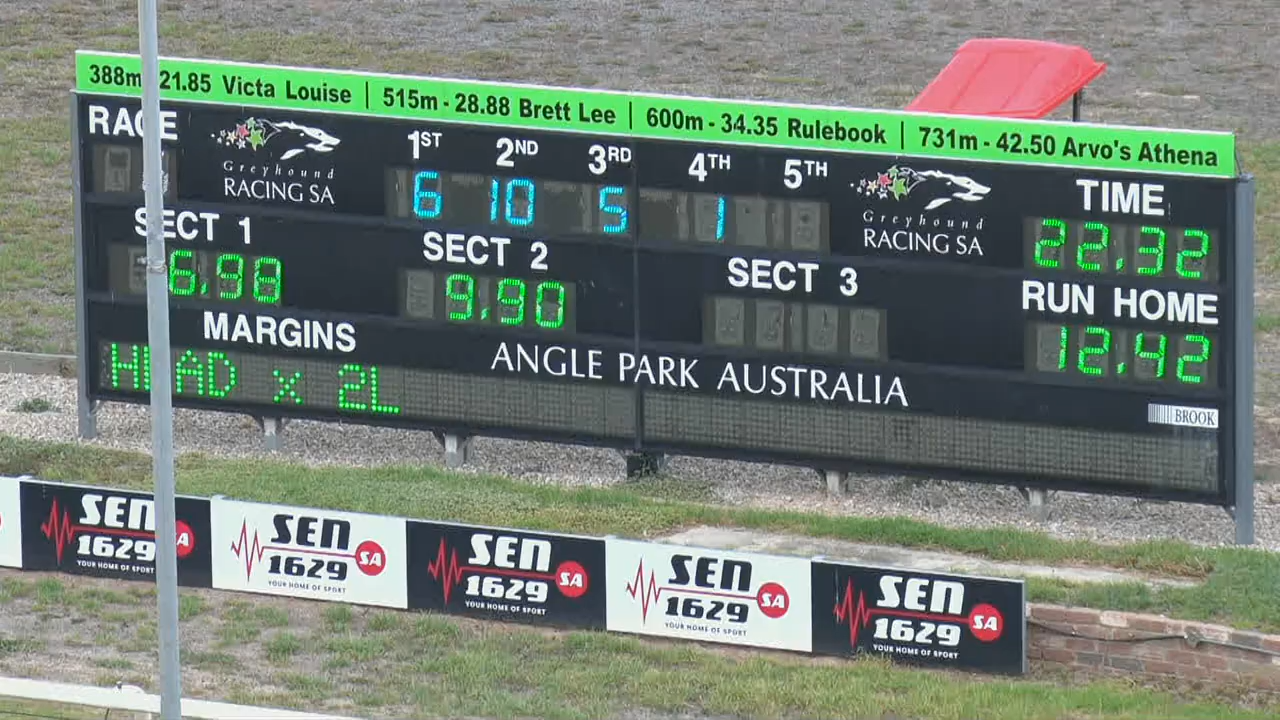 388m 21.85 Victa Louise | 515m - 28.88 Brett Lee | 600m - 34.35 Rulebook | 731m - 42.50 Arvo's Athena
RACE
Greyhound
RACING SA
1ST 2ND 3RD 4TH 5TH
6 10 5 1
Greyhound
RACING SA
TIME
22.32
SECT 1
6.98
SECT 2
9.90
SECT 3
RUN HOME
12.42
MARGINS
HEAD x 2L
ANGLE PARK AUSTRALIA
BROOK
SEN
1629 SA
YOUR HOME OF SPORT
SEN
1629 SA
YOUR HOME OF SPORT
SEN
1629 SA
YOUR HOME OF SPORT
SEN
1629 SA
YOUR HOME OF SPORT
SEN
1629 SA
YOUR HOME OF SPORT